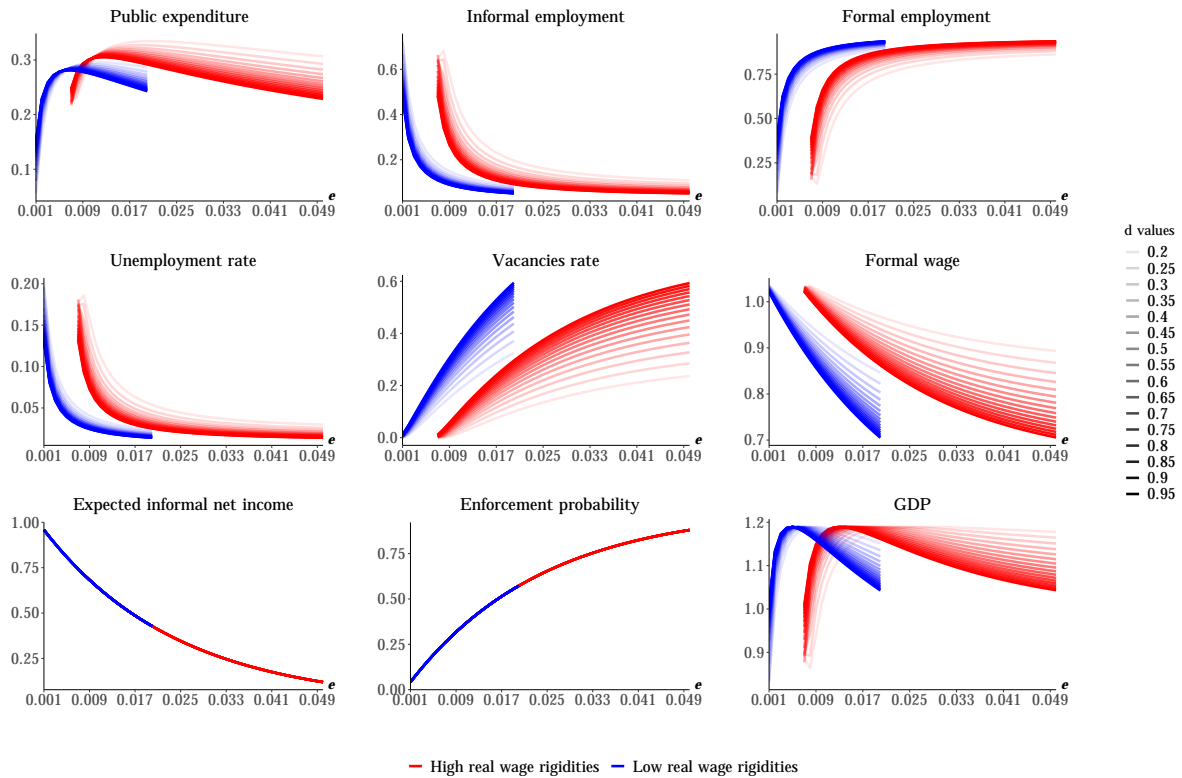 Public expenditure
Informal employment
Formal employment
0.3
0.2
0.1
0.001 0.009 0.017 0.025 0.033 0.041 0.049
e
0.6
0.4
0.2
0.001 0.009 0.017 0.025 0.033 0.041 0.049
e
0.75
0.50
0.25
0.001 0.009 0.017 0.025 0.033 0.041 0.049
e
Unemployment rate
Vacancies rate
Formal wage
0.20
0.15
0.10
0.05
0.001 0.009 0.017 0.025 0.033 0.041 0.049
e
0.6
0.4
0.2
0.0
0.001 0.009 0.017 0.025 0.033 0.041 0.049
e
1.0
0.9
0.8
0.7
0.001 0.009 0.017 0.025 0.033 0.041 0.049
e
Expected informal net income
Enforcement probability
GDP
1.00
0.75
0.50
0.25
0.001 0.009 0.017 0.025 0.033 0.041 0.049
e
0.75
0.50
0.25
0.00
0.001 0.009 0.017 0.025 0.033 0.041 0.049
e
1.2
1.1
1.0
0.9
0.001 0.009 0.017 0.025 0.033 0.041 0.049
e
d values
0.2
0.25
0.3
0.35
0.4
0.45
0.5
0.55
0.6
0.65
0.7
0.75
0.8
0.85
0.9
0.95
High real wage rigidities
Low real wage rigidities